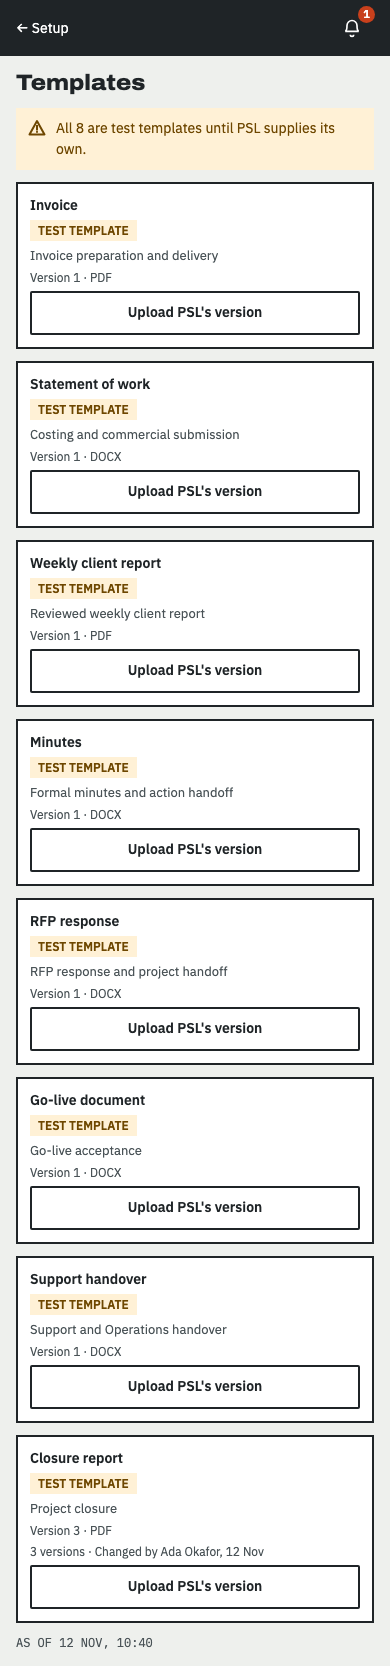 ← Setup
1
Templates
All 8 are test templates until PSL supplies its
own.
Invoice
TEST TEMPLATE
Invoice preparation and delivery
Version 1 · PDF
Upload PSL's version
Statement of work
TEST TEMPLATE
Costing and commercial submission
Version 1 · DOCX
Upload PSL's version
Weekly client report
TEST TEMPLATE
Reviewed weekly client report
Version 1 · PDF
Upload PSL's version
Minutes
TEST TEMPLATE
Formal minutes and action handoff
Version 1 · DOCX
Upload PSL's version
RFP response
TEST TEMPLATE
RFP response and project handoff
Version 1 · DOCX
Upload PSL's version
Go-live document
TEST TEMPLATE
Go-live acceptance
Version 1 · DOCX
Upload PSL's version
Support handover
TEST TEMPLATE
Support and Operations handover
Version 1 · DOCX
Upload PSL's version
Closure report
TEST TEMPLATE
Project closure
Version 3 · PDF
3 versions · Changed by Ada Okafor, 12 Nov
Upload PSL's version
AS OF 12 NOV, 10:40